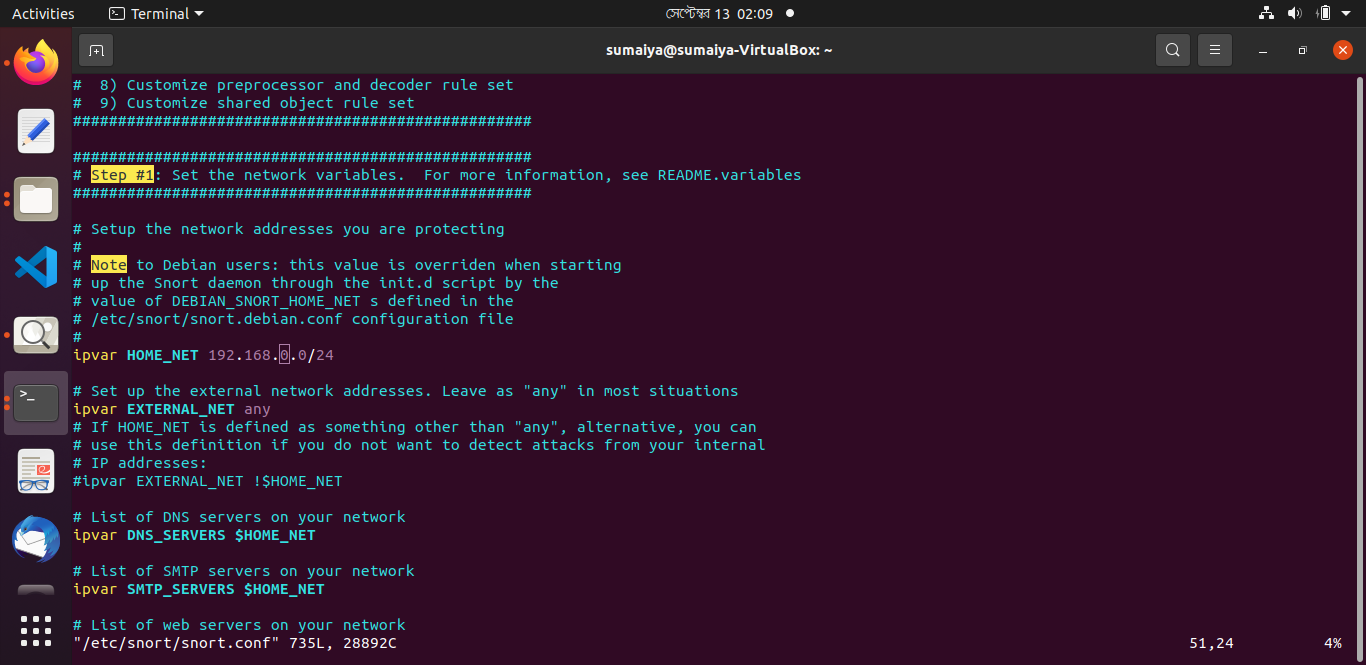 Activities
Terminal
সেপ্টেম্বর 13 02:09
sumaiya@sumaiya-VirtualBox: ~
#  8) Customize preprocessor and decoder rule set
#  9) Customize shared object rule set
###################################################
###################################################
# Step #1: Set the network variables.  For more information, see README.variables
###################################################
# Setup the network addresses you are protecting
#
# Note to Debian users: this value is overriden when starting
# up the Snort daemon through the init.d script by the
# value of DEBIAN_SNORT_HOME_NET s defined in the
# /etc/snort/snort.debian.conf configuration file
#
ipvar HOME_NET 192.168.0.0/24
# Set up the external network addresses. Leave as "any" in most situations
ipvar EXTERNAL_NET any
# If HOME_NET is defined as something other than "any", alternative, you can
# use this definition if you do not want to detect attacks from your internal
# IP addresses:
#ipvar EXTERNAL_NET !$HOME_NET
# List of DNS servers on your network
ipvar DNS_SERVERS $HOME_NET
# List of SMTP servers on your network
ipvar SMTP_SERVERS $HOME_NET
# List of web servers on your network
"/etc/snort/snort.conf" 735L, 28892C 51,24 4%